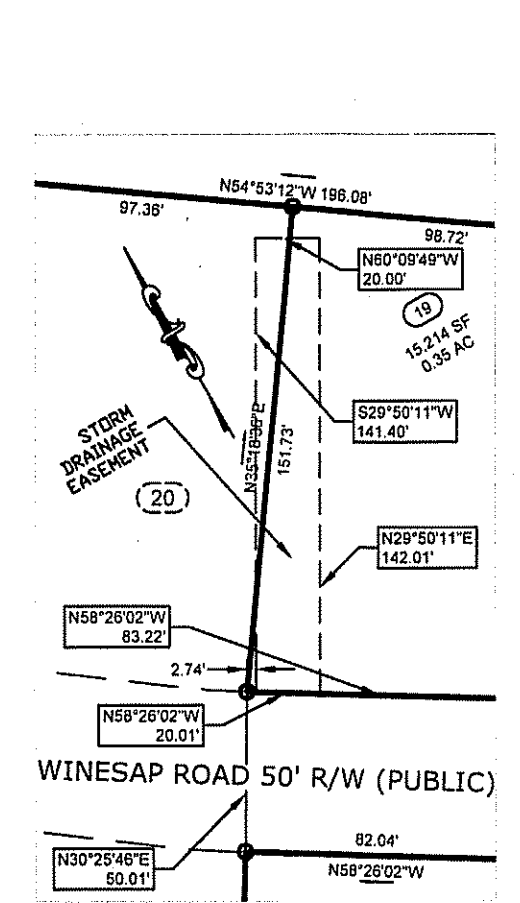 N54°53'12"W 196.08'
97.36'
98.72'
N60°09'49"W
20.00'
19
15.214 SF
0.35 AC
S29°50'11"W
141.40'
STORM
DRAINAGE
EASEMENT
151.73'
20
N29°50'11"E
142.01'
N58°26'02"W
83.22'
2.74'
N58°26'02"W
20.01'
WINESAP ROAD 50' R/W (PUBLIC)
N30°25'46"E
50.01'
82.04'
N58°26'02"W